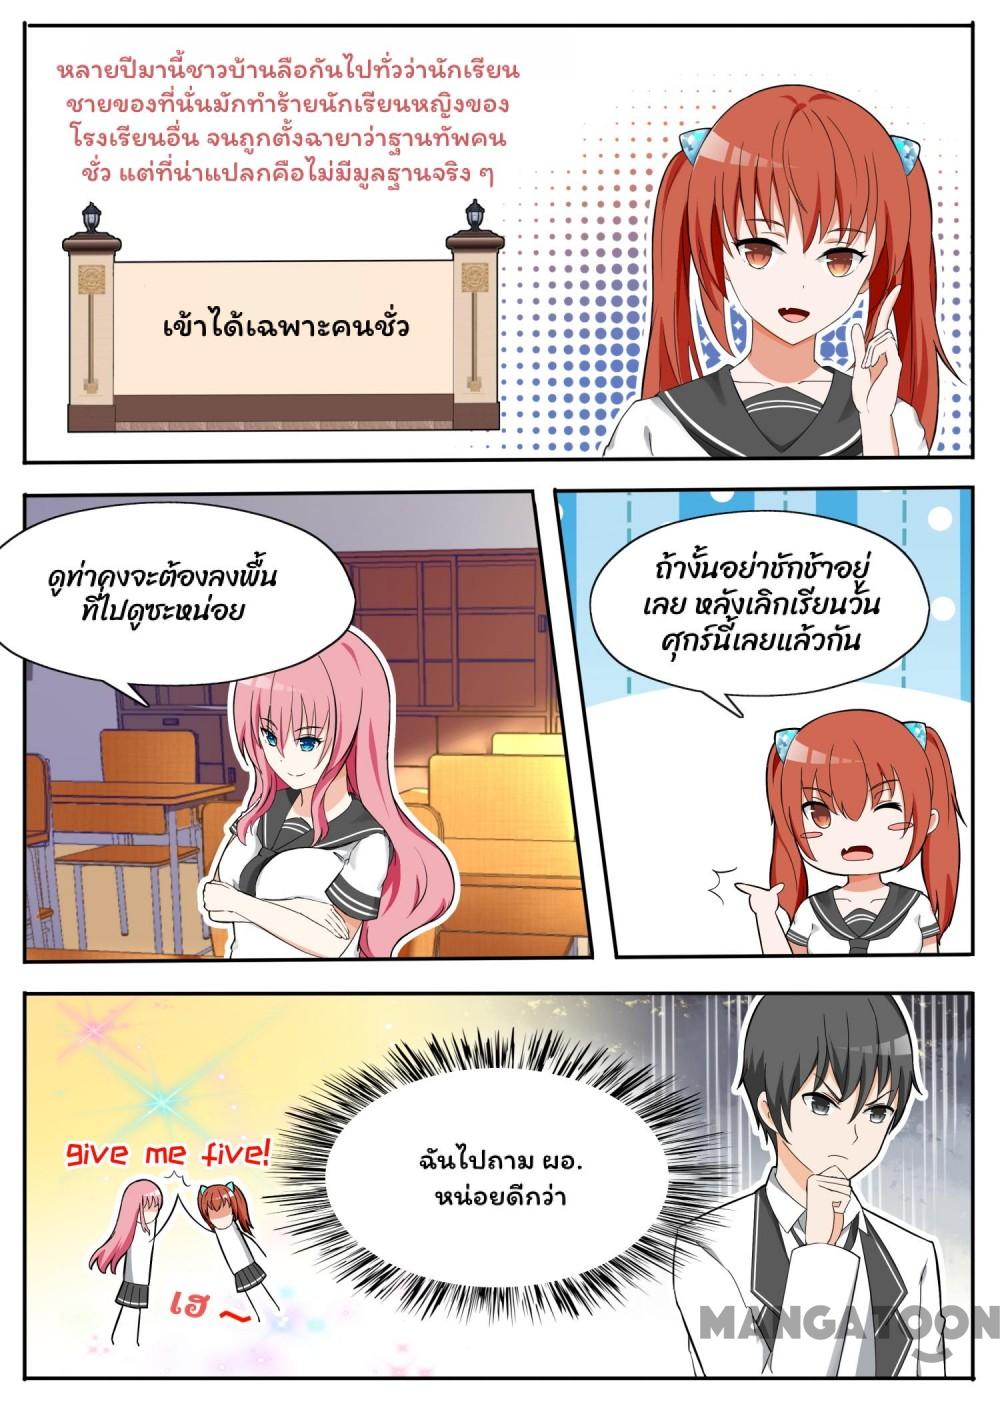 หลายปีมานี้ชาวบ้านลือกันไปทั่วว่านักเรียน
ชายของที่นั่นมักทำร้ายนักเรียนหญิงของ
โรงเรียนอื่น จนถูกตั้งฉายาว่าฐานทัพคน
ชั่ว แต่ที่น่าแปลกคือไม่มีมูลฐานจริง ๆ
เข้าได้เฉพาะคนชั่ว
ดูท่าคงจะต้องลงพื้น
ที่ไปดูซะหน่อย
ถ้างั้นอย่าชักช้าอยู่
เลย หลังเลิกเรียนวัน
ศุกร์นี้เลยแล้วกัน
give me five!
เฮ ~
ฉันไปถาม ผอ.
หน่อยดีกว่า
MANGATOON